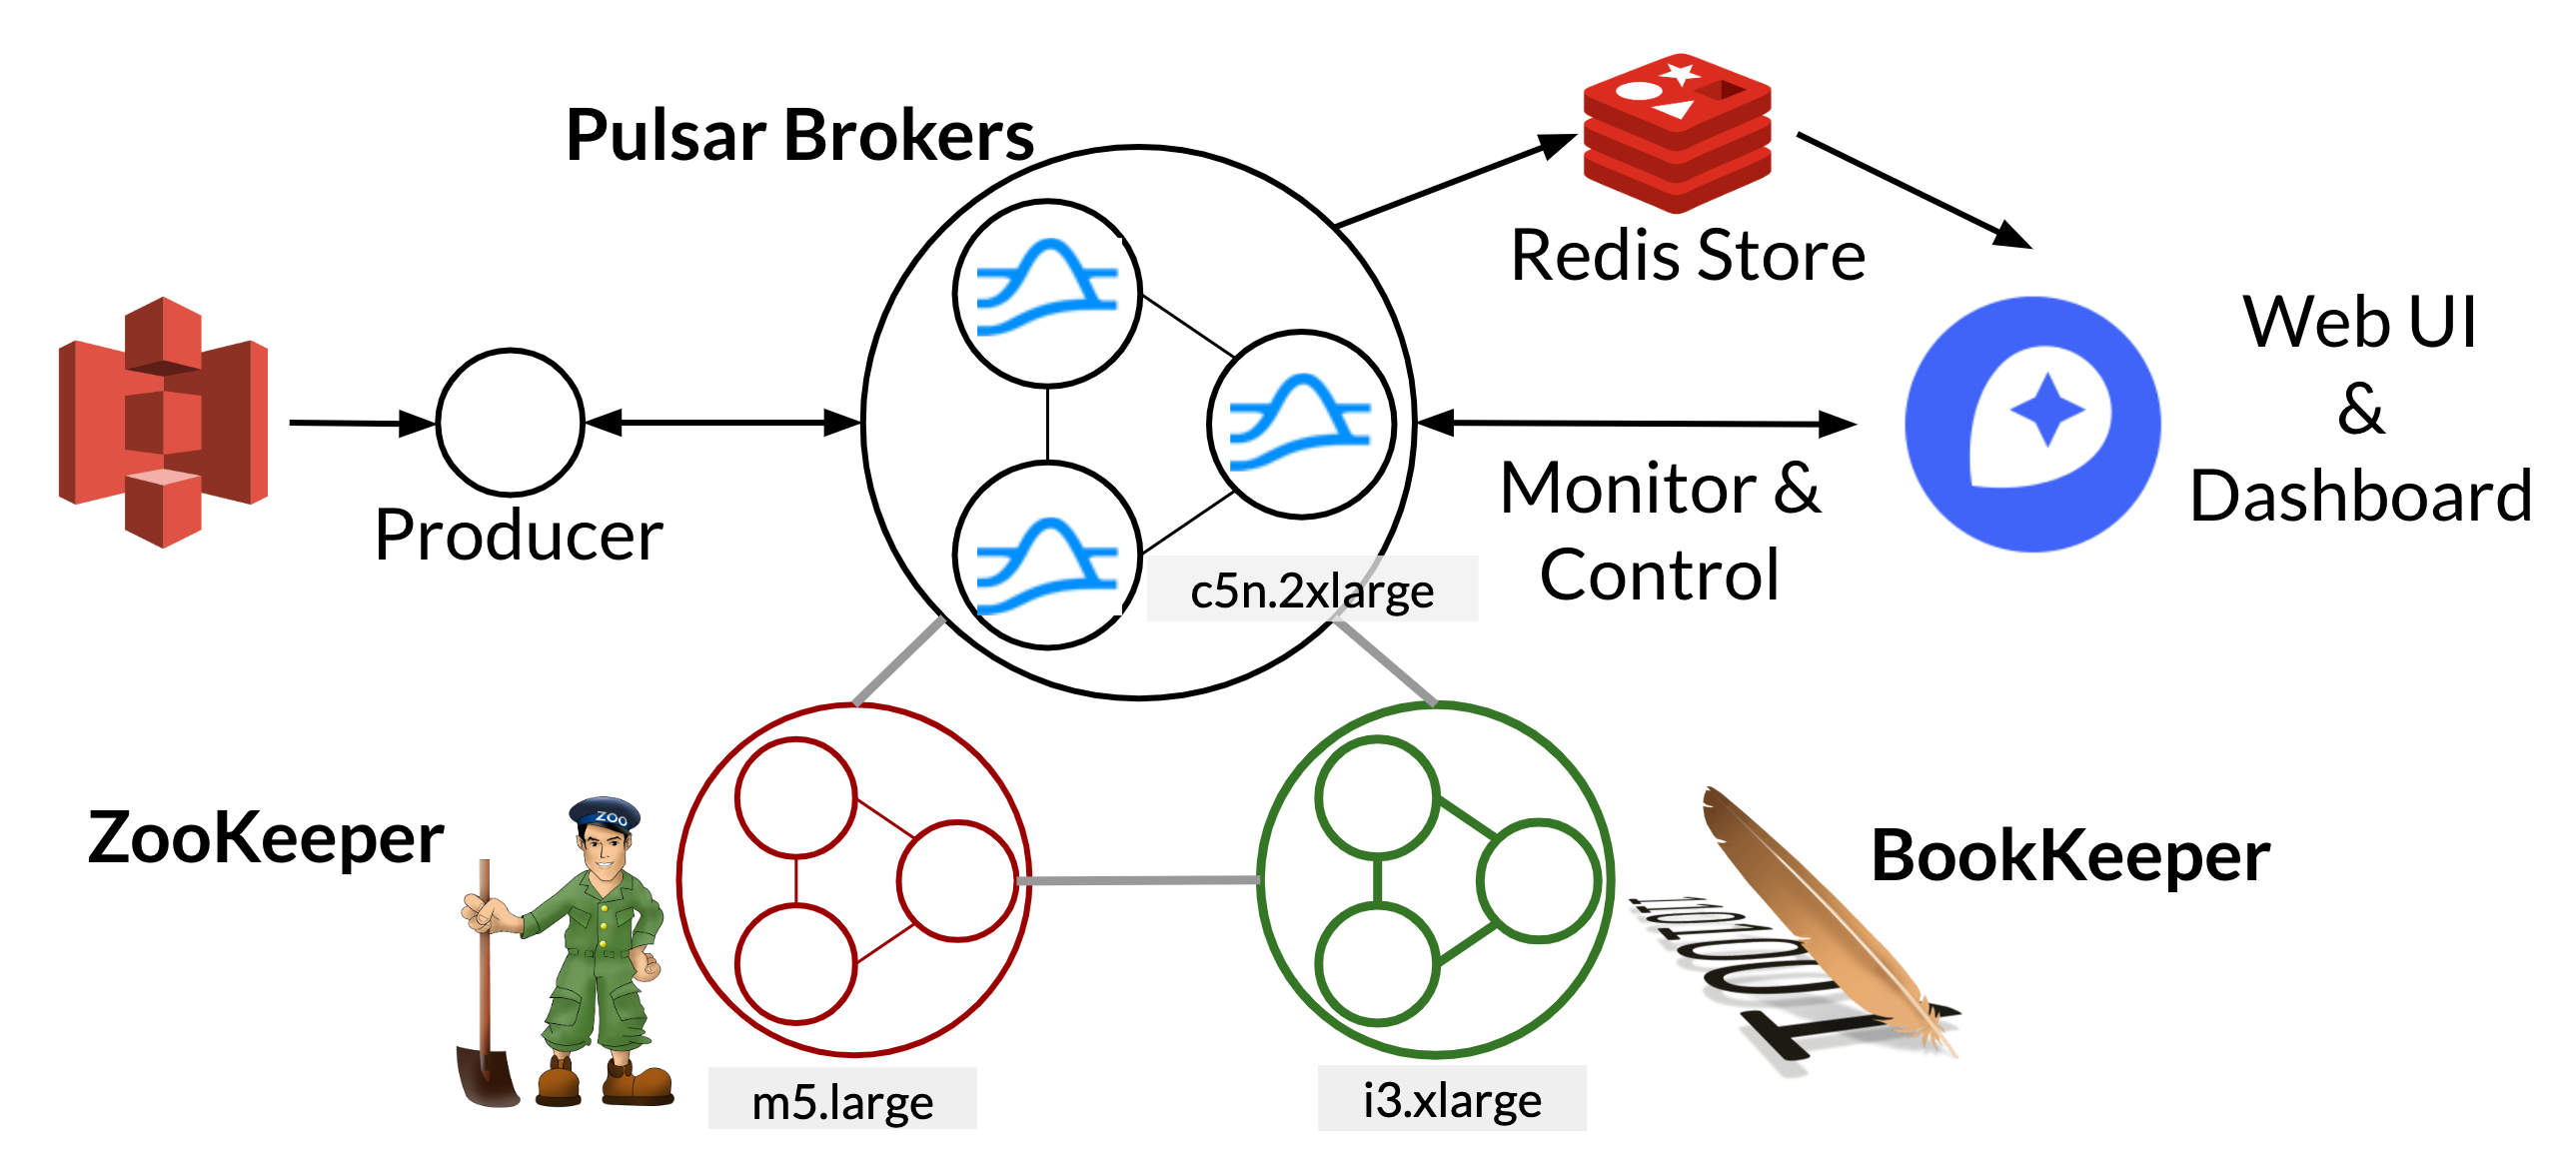 Pulsar Brokers
Redis Store
Web UI
&
Dashboard
Producer
Monitor &
Control
c5n.2xlarge
ZooKeeper
ZOO
BookKeeper
m5.large
i3.xlarge